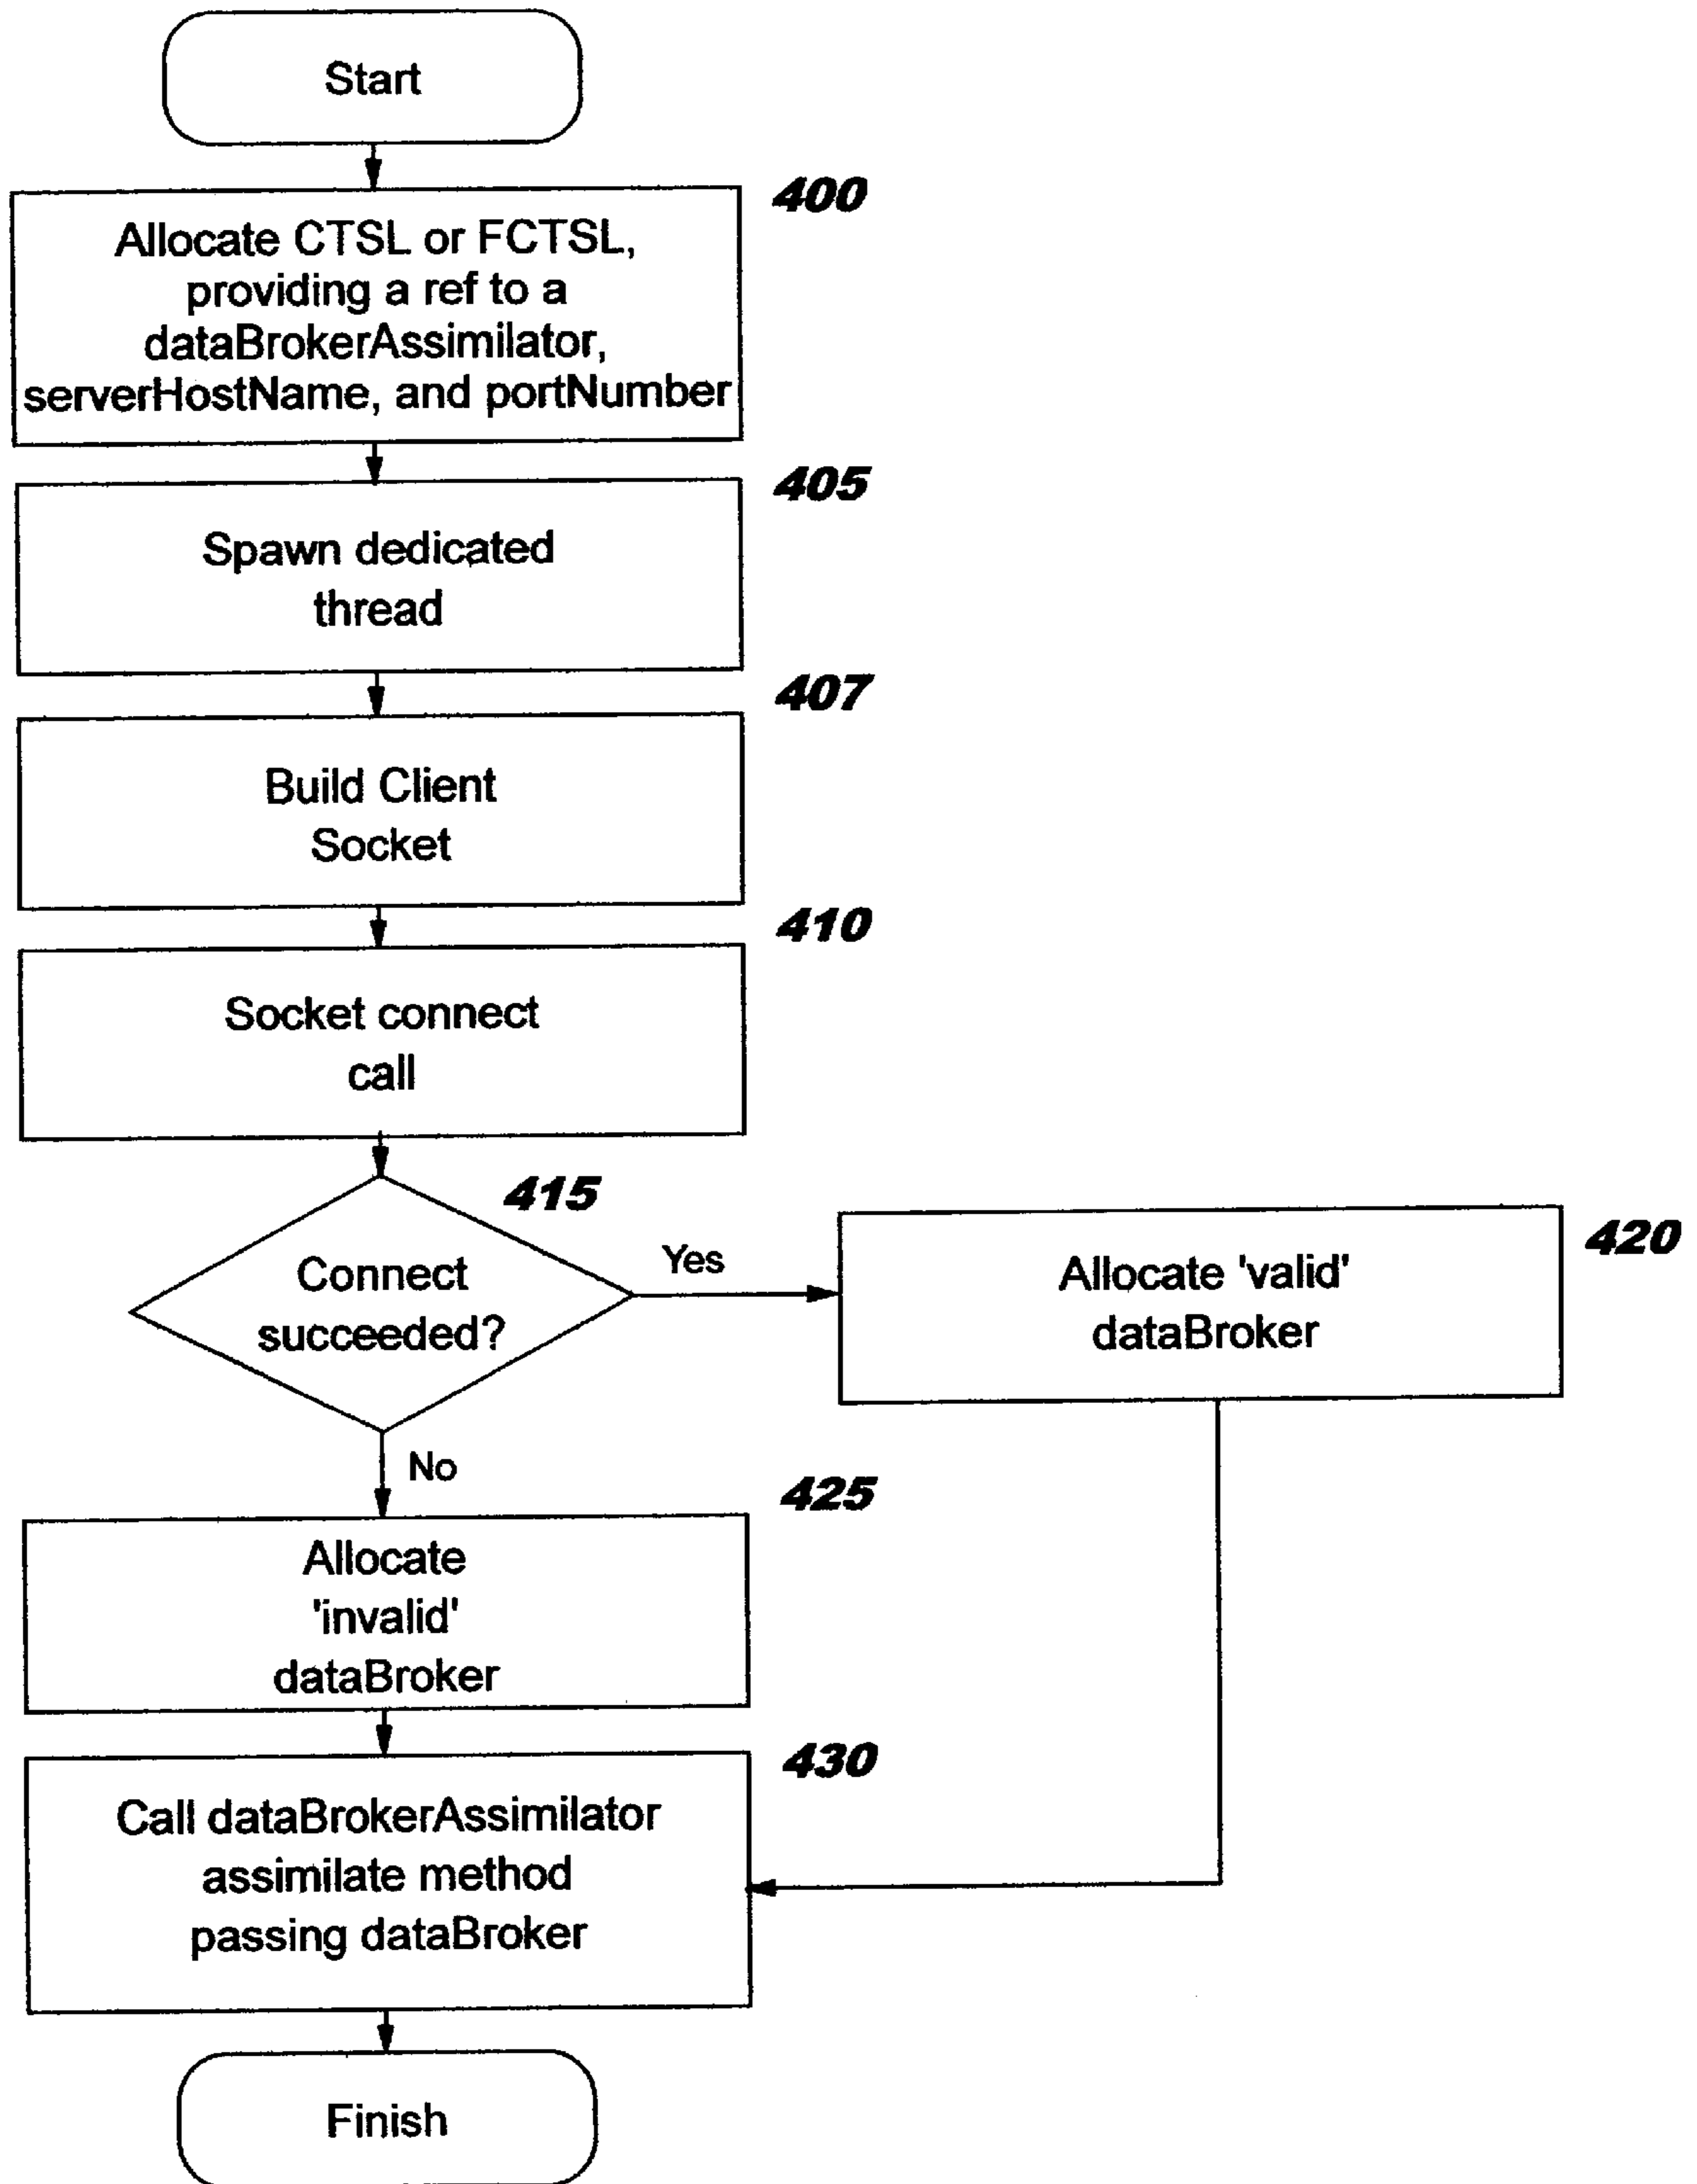 Start
400
Allocate CTSL or FCTSL,
providing a ref to a
dataBrokerAssimilator,
serverHostName, and portNumber
405
Spawn dedicated
thread
407
Build Client
Socket
410
Socket connect
call
415
Connect
succeeded?
Yes
420
Allocate 'valid'
dataBroker
No
425
Allocate
'invalid'
dataBroker
430
Call dataBrokerAssimilator
assimilate method
passing dataBroker
Finish